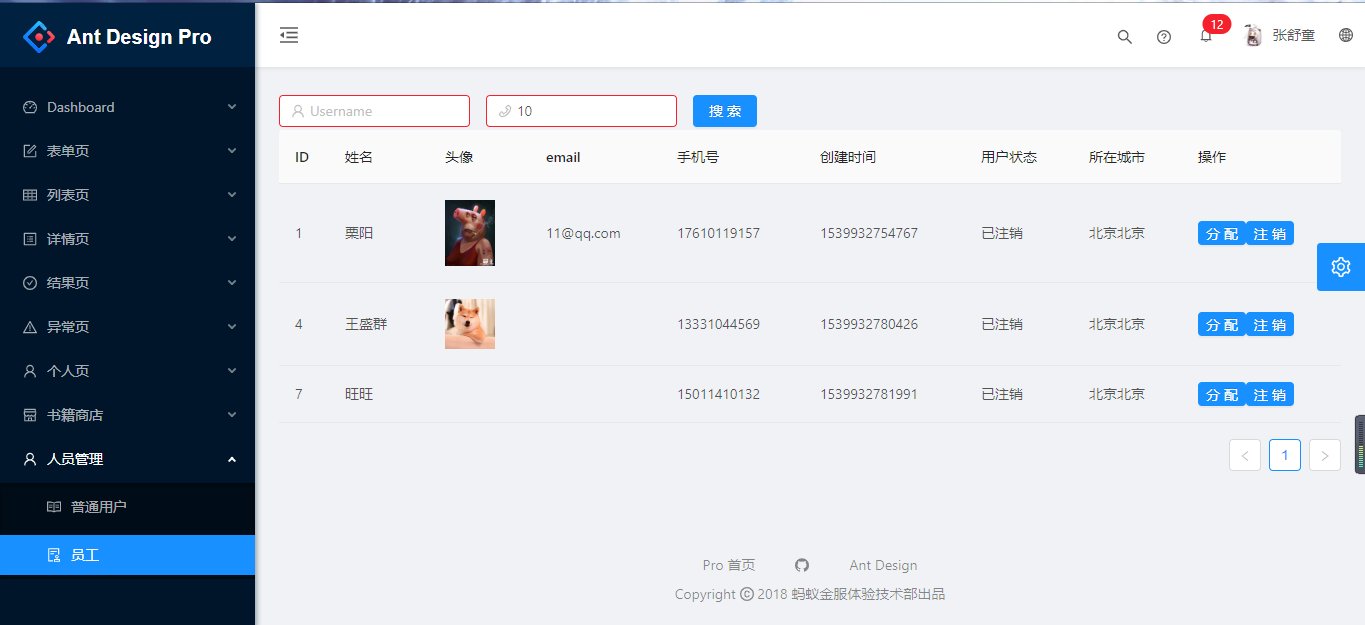 Ant Design Pro
12
张舒童
Dashboard
表单页
列表页
详情页
结果页
异常页
个人页
书籍商店
人员管理
普通用户
员工
Username
10
搜 索
ID 姓名 头像 email 手机号 创建时间 用户状态 所在城市 操作
1 栗阳 11@qq.com 17610119157 1539932754767 已注销 北京北京 分 配 注 销
4 王盛群 13331044569 1539932780426 已注销 北京北京 分 配 注 销
7 旺旺 15011410132 1539932781991 已注销 北京北京 分 配 注 销
< 1 >
Pro 首页 Ant Design
Copyright © 2018 蚂蚁金服体验技术部出品